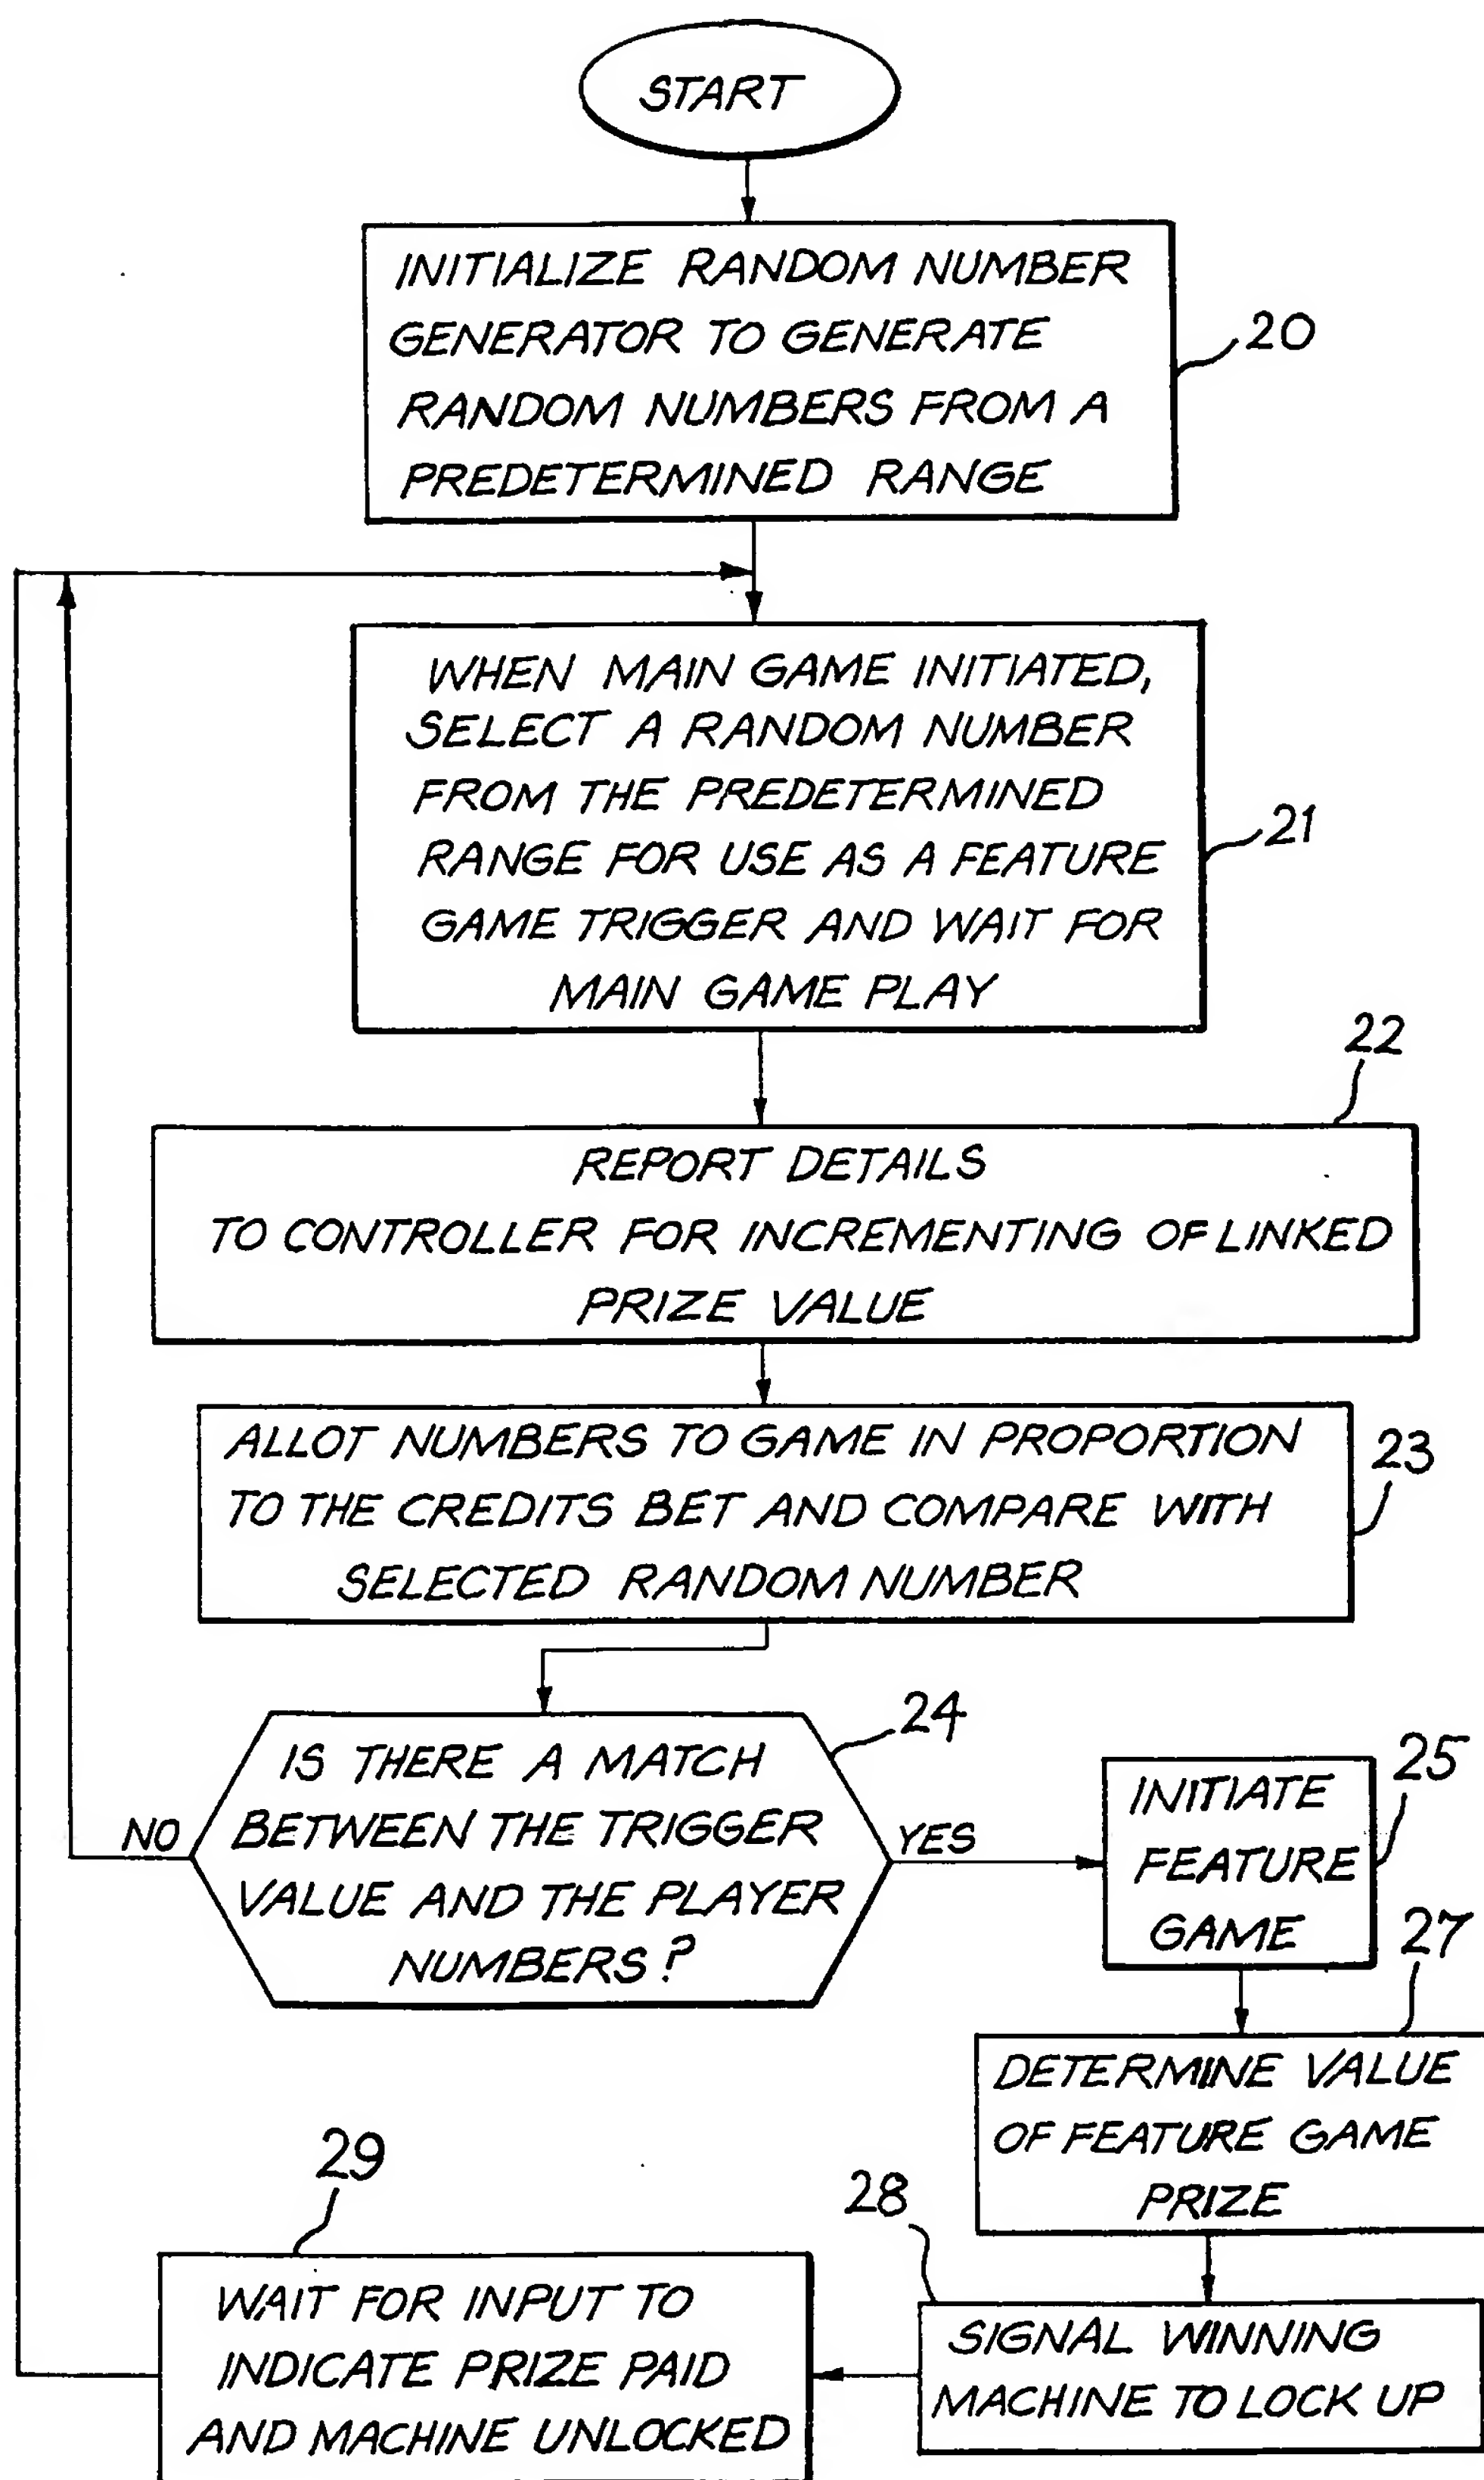 START
INITIALIZE RANDOM NUMBER
GENERATOR TO GENERATE
RANDOM NUMBERS FROM A
PREDETERMINED RANGE
20
WHEN MAIN GAME INITIATED,
SELECT A RANDOM NUMBER
FROM THE PREDETERMINED
RANGE FOR USE AS A FEATURE
GAME TRIGGER AND WAIT FOR
MAIN GAME PLAY
21
22
REPORT DETAILS
TO CONTROLLER FOR INCREMENTING OF LINKED
PRIZE VALUE
ALLOT NUMBERS TO GAME IN PROPORTION
TO THE CREDITS BET AND COMPARE WITH
SELECTED RANDOM NUMBER
23
24
IS THERE A MATCH
BETWEEN THE TRIGGER
VALUE AND THE PLAYER
NUMBERS?
NO
YES
25
INITIATE
FEATURE
GAME
27
DETERMINE VALUE
OF FEATURE GAME
PRIZE
28
SIGNAL WINNING
MACHINE TO LOCK UP
29
WAIT FOR INPUT TO
INDICATE PRIZE PAID
AND MACHINE UNLOCKED